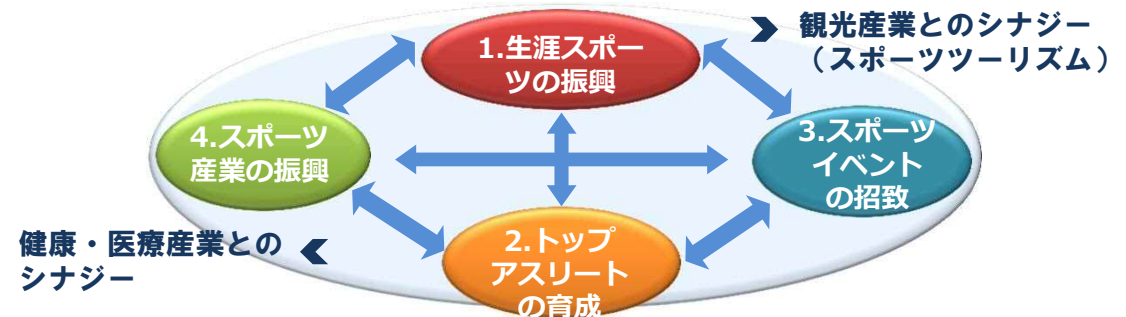 1.生涯スポー
ツの振興
観光産業とのシナジー
（スポーツツーリズム）
4.スポーツ
産業の振興
3.スポーツ
イベント
の招致
健康・医療産業との
シナジー
2.トップ
アスリート
の育成